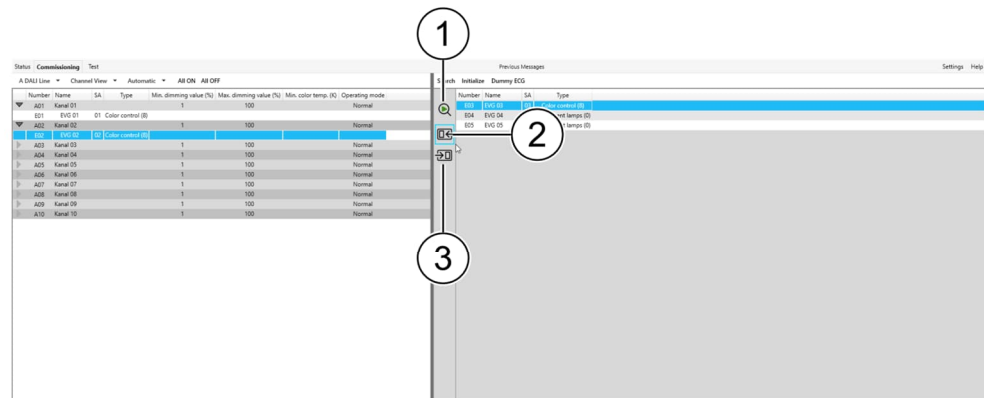 1
Status Commissioning Test Previous Messages Settings Help
A DALI Line Channel View Automatic All ON All OFF Initialize Dummy ECG
Number Name SA Type Min. dimming value (%) Max. dimming value (%) Min. color temp. (K) Operating mode Number Name SA Type
A01 Kanal 01 1 100 Normal E03 EVG 03 03 Color control (8)
E01 EVG 01 01 Color control (8) E04 EVG 04 lamps (0)
A02 Kanal 02 1 100 Normal E05 EVG 05 lamps (0)
E02 EVG 02 02 Color control (8)
2
A03 Kanal 03 1 100 Normal
A04 Kanal 04 1 100 Normal
A05 Kanal 05 1 100 Normal
A06 Kanal 06 1 100 Normal
A07 Kanal 07 1 100 Normal
A08 Kanal 08 1 100 Normal
A09 Kanal 09 1 100 Normal
A10 Kanal 10 1 100 Normal
3